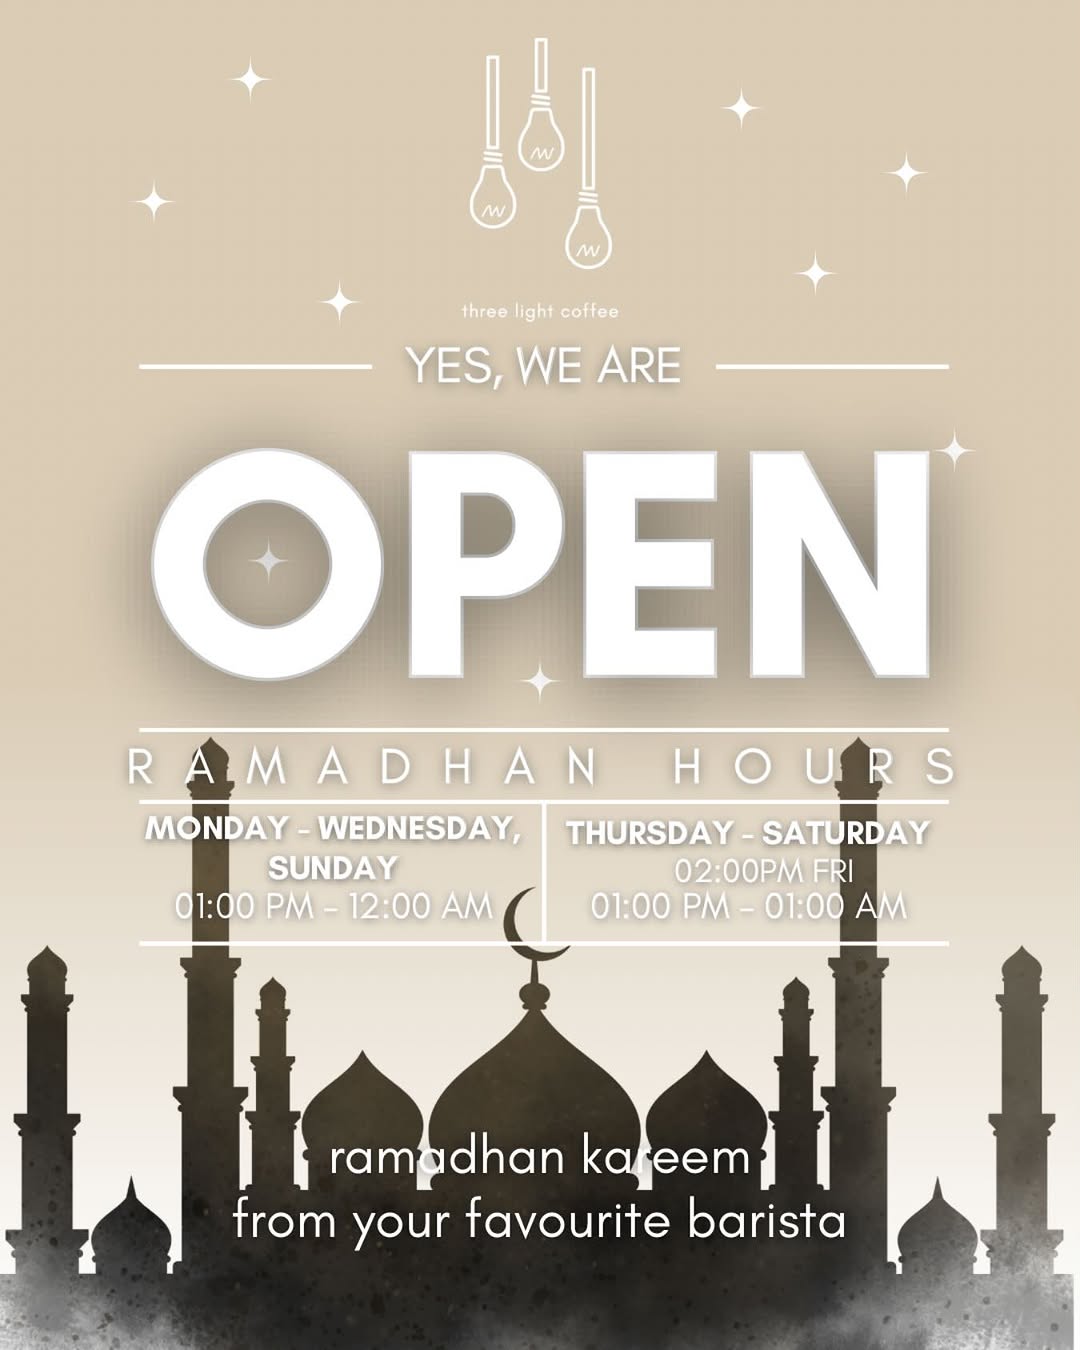 three light coffee
YES, WE ARE
OPEN
RAMADHAN HOURS
MONDAY - WEDNESDAY,
SUNDAY
01:00 PM - 12:00 AM
THURSDAY - SATURDAY
02:00PM FRI
01:00 PM - 01:00 AM
ramadhan kareem
from your favourite barista